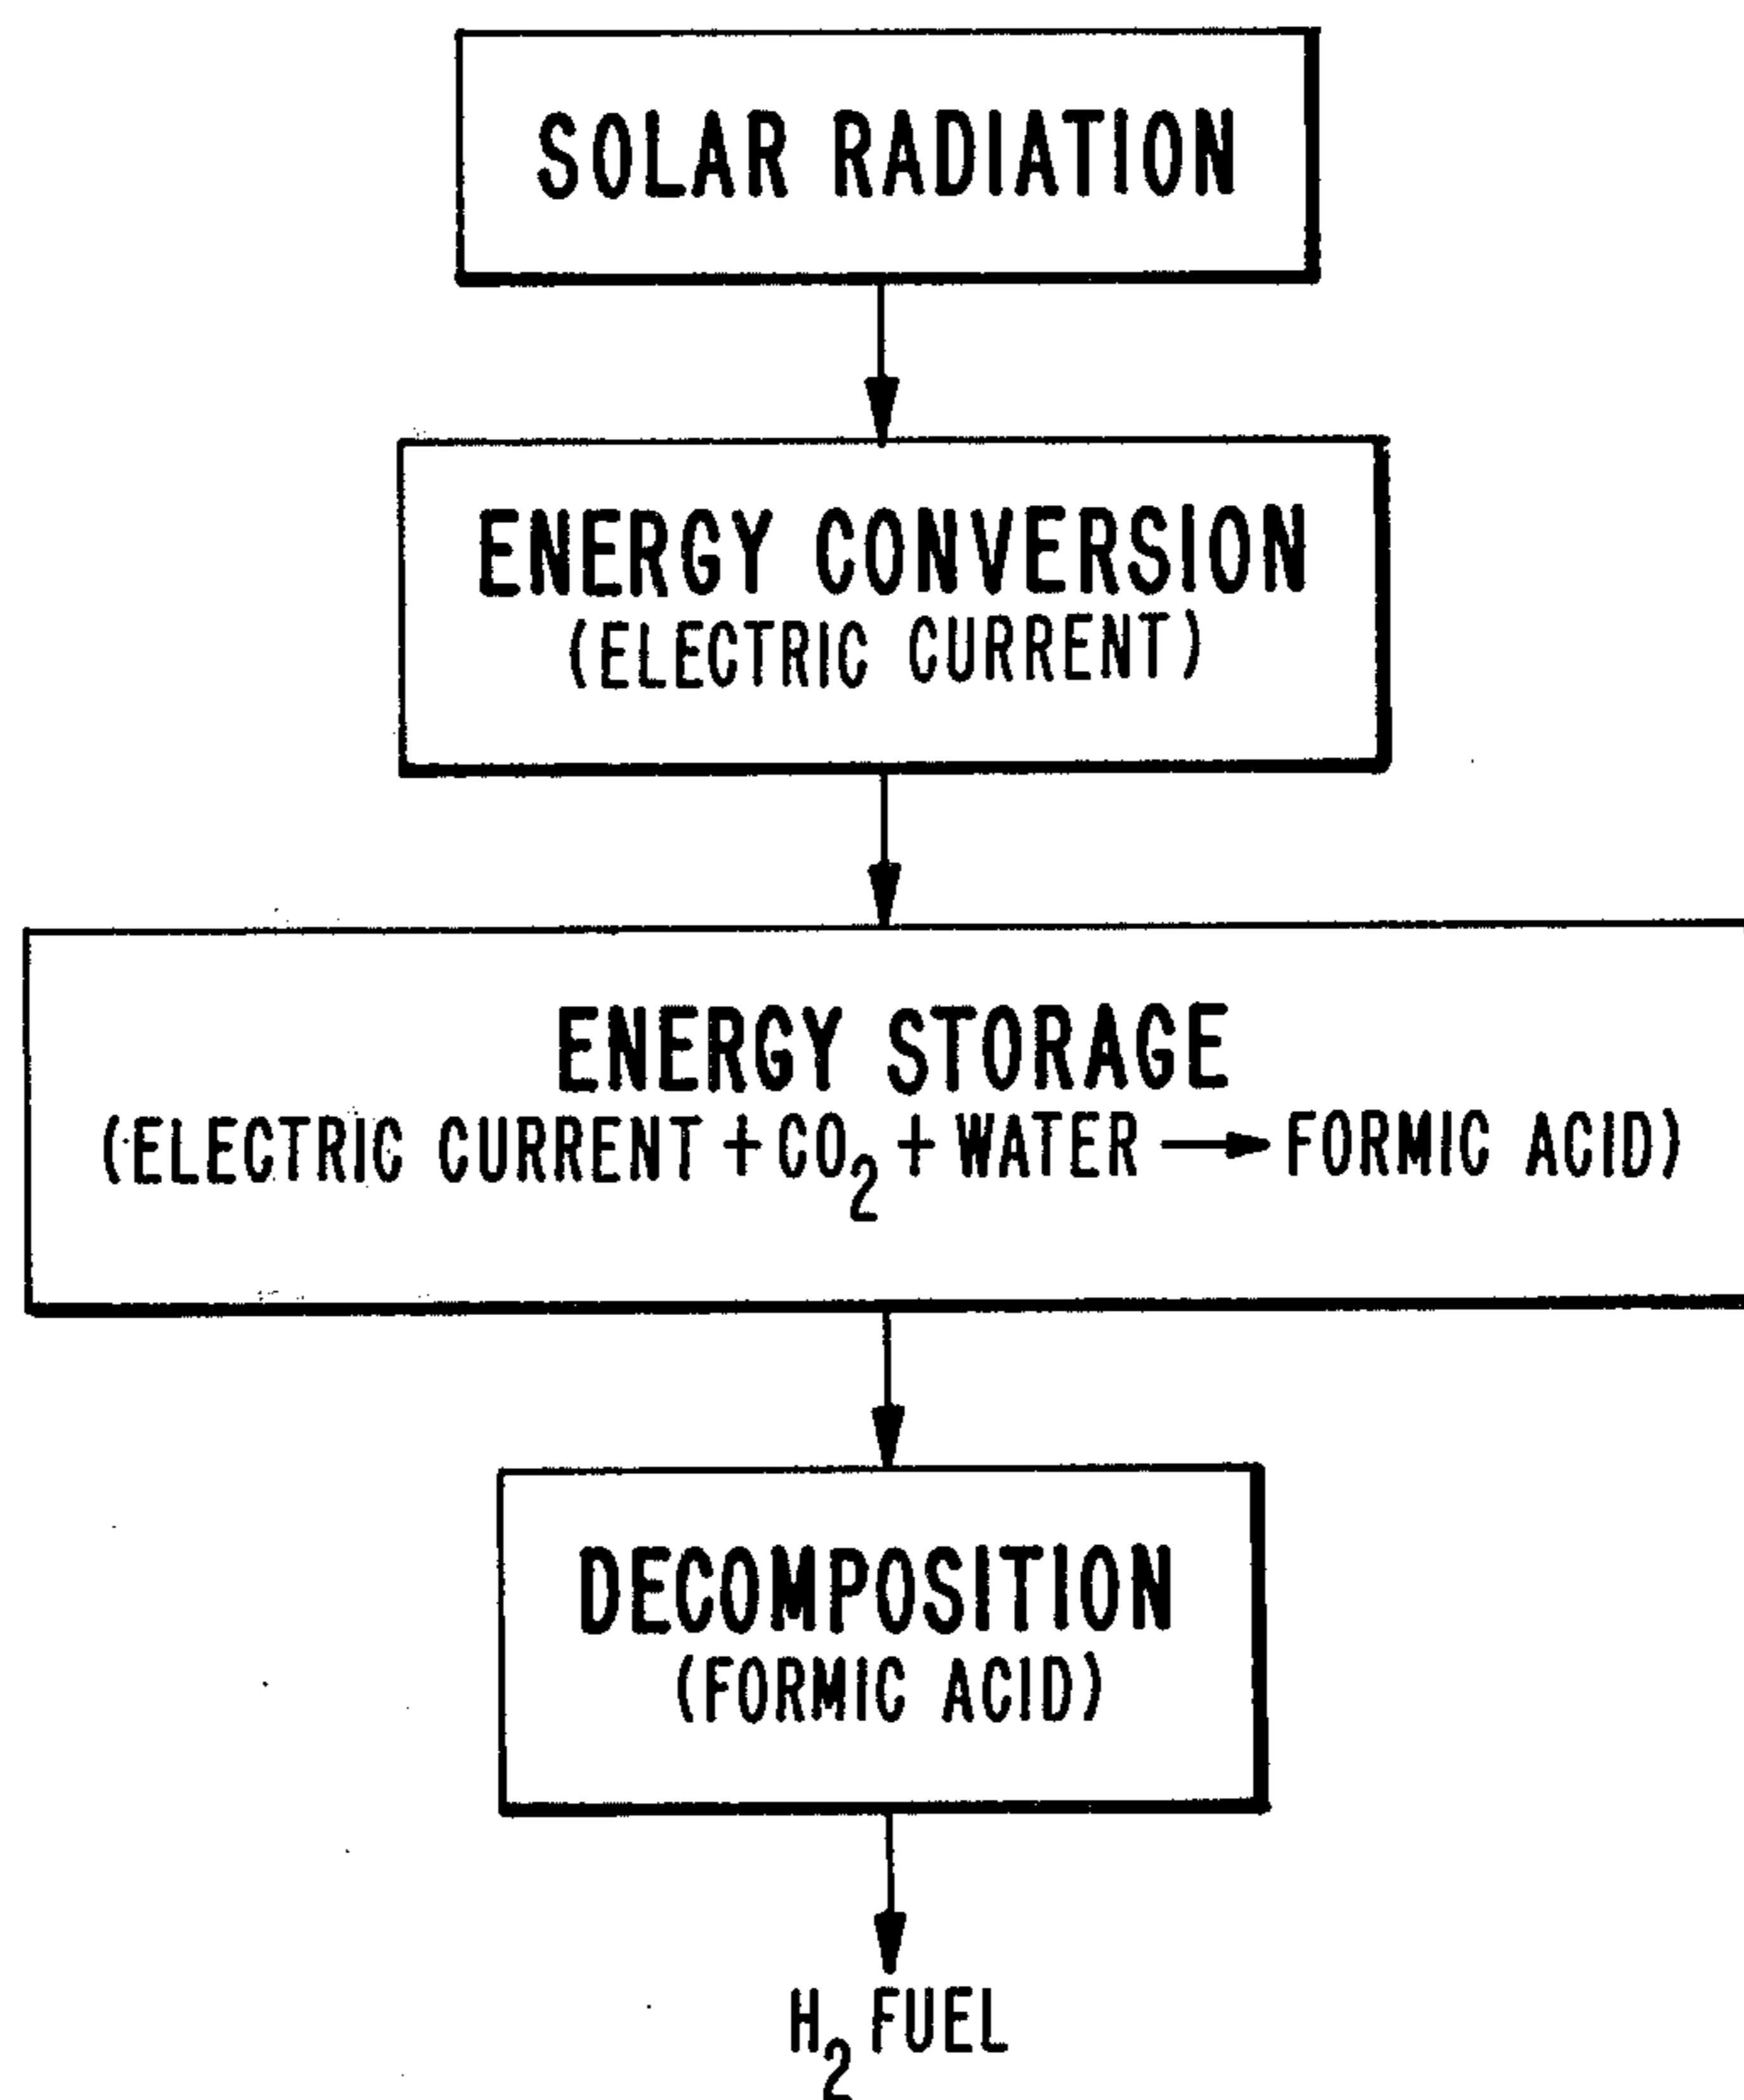 SOLAR RADIATION
ENERGY CONVERSION
(ELECTRIC CURRENT)
ENERGY STORAGE
(ELECTRIC CURRENT + CO₂ + WATER → FORMIC ACID)
DECOMPOSITION
(FORMIC ACID)
H₂ FUEL